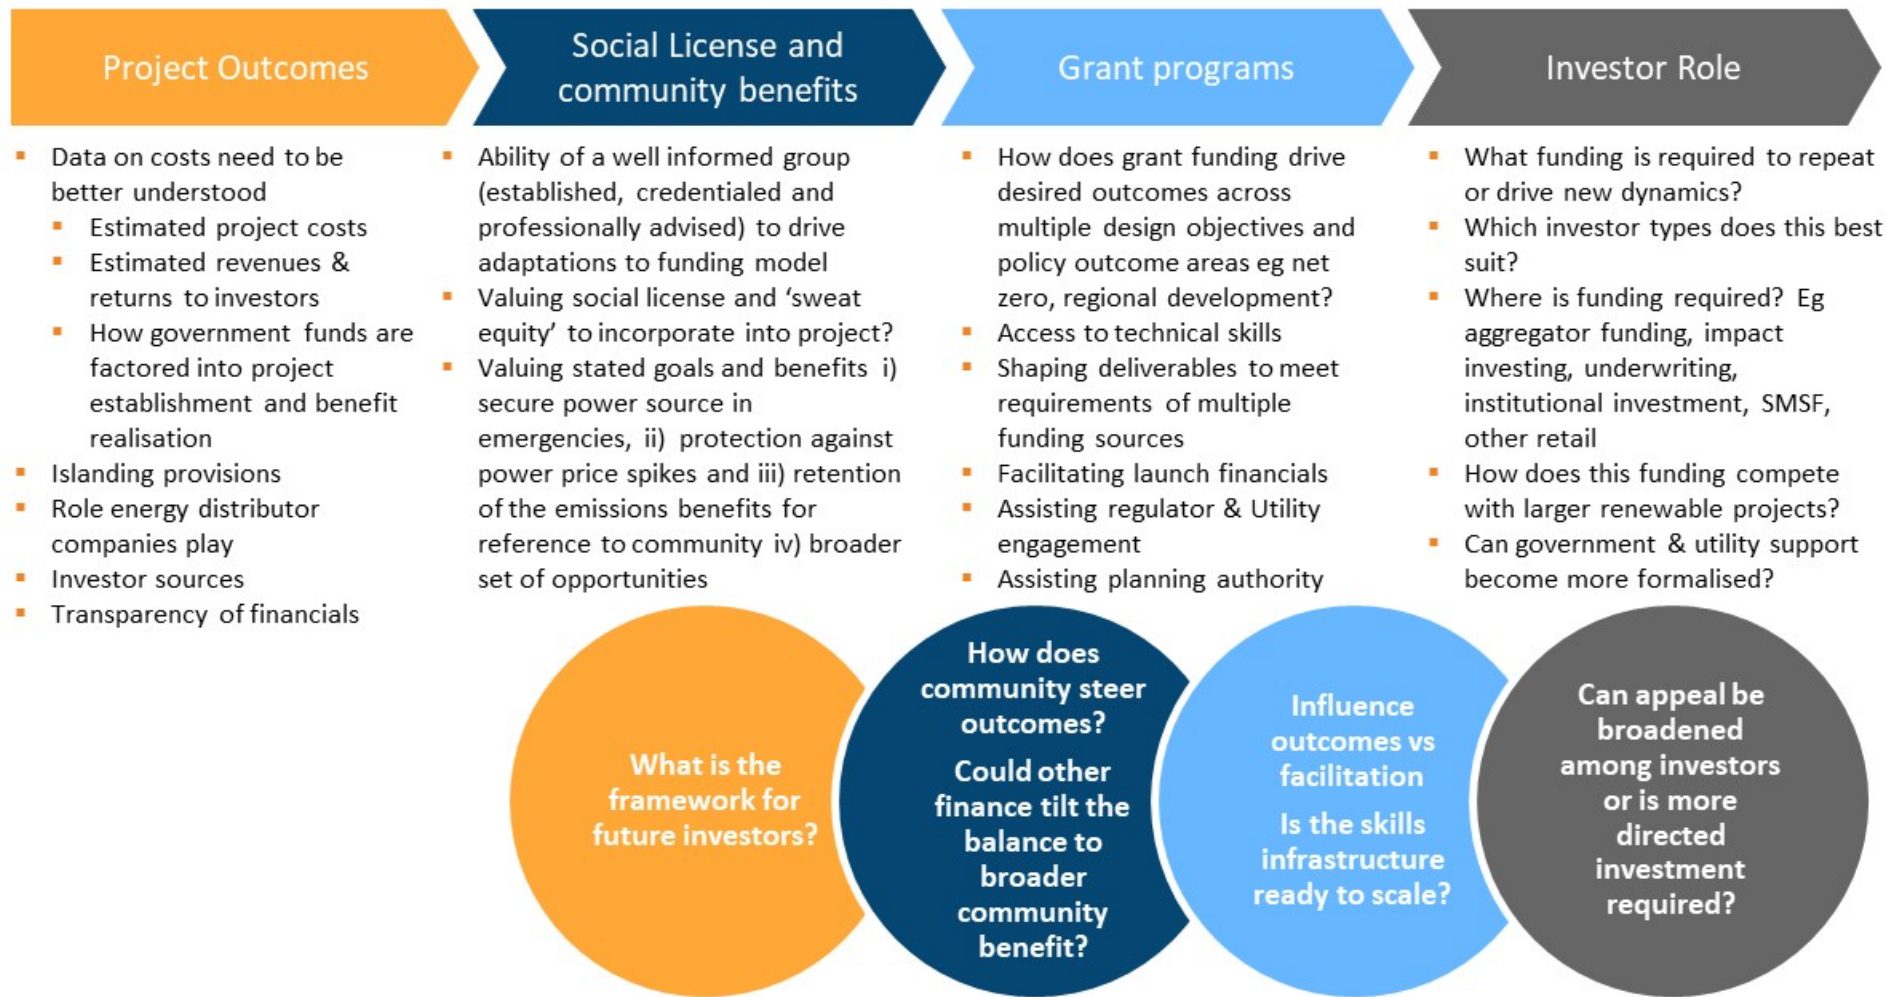 Project Outcomes
Social License and
community benefits
Grant programs
Investor Role
▪ Data on costs need to be
better understood
▪ Estimated project costs
▪ Estimated revenues &
returns to investors
▪ How government funds are
factored into project
establishment and benefit
realisation
▪ Islanding provisions
▪ Role energy distributor
companies play
▪ Investor sources
▪ Transparency of financials
▪ Ability of a well informed group
(established, credentialed and
professionally advised) to drive
adaptations to funding model
▪ Valuing social license and ‘sweat
equity’ to incorporate into project?
▪ Valuing stated goals and benefits i)
secure power source in
emergencies, ii) protection against
power price spikes and iii) retention
of the emissions benefits for
reference to community iv) broader
set of opportunities
▪ How does grant funding drive
desired outcomes across
multiple design objectives and
policy outcome areas eg net
zero, regional development?
▪ Access to technical skills
▪ Shaping deliverables to meet
requirements of multiple
funding sources
▪ Facilitating launch financials
▪ Assisting regulator & Utility
engagement
▪ Assisting planning authority
▪ What funding is required to repeat
or drive new dynamics?
▪ Which investor types does this best
suit?
▪ Where is funding required? Eg
aggregator funding, impact
investing, underwriting,
institutional investment, SMSF,
other retail
▪ How does this funding compete
with larger renewable projects?
▪ Can government & utility support
become more formalised?
What is the
framework for
future investors?
How does
community steer
outcomes?
Could other
finance tilt the
balance to
broader
community
benefit?
Influence
outcomes vs
facilitation
Is the skills
infrastructure
ready to scale?
Can appeal be
broadened
among investors
or is more
directed
investment
required?